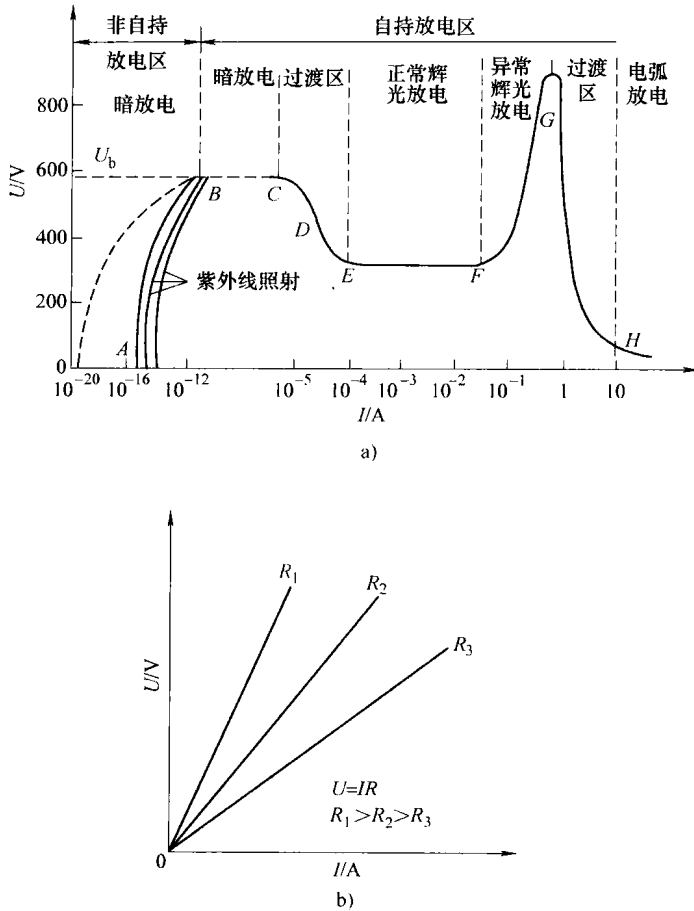 非自持
放电区
暗放电
自持放电区
暗放电 过渡区
正常辉
光放电
异常
辉光
放电
过渡
区
电弧
放电
U/V
800
600
400
200
0
U_b
A
B
C
D
E
F
G
H
紫外线照射
10^{-20} 10^{-16} 10^{-12} 10^{-5} 10^{-4} 10^{-3} 10^{-2} 10^{-1} 1 10
I/A
a)
U/V
R_1
R_2
R_3
U=IR
R_1>R_2>R_3
0
I/A
b)